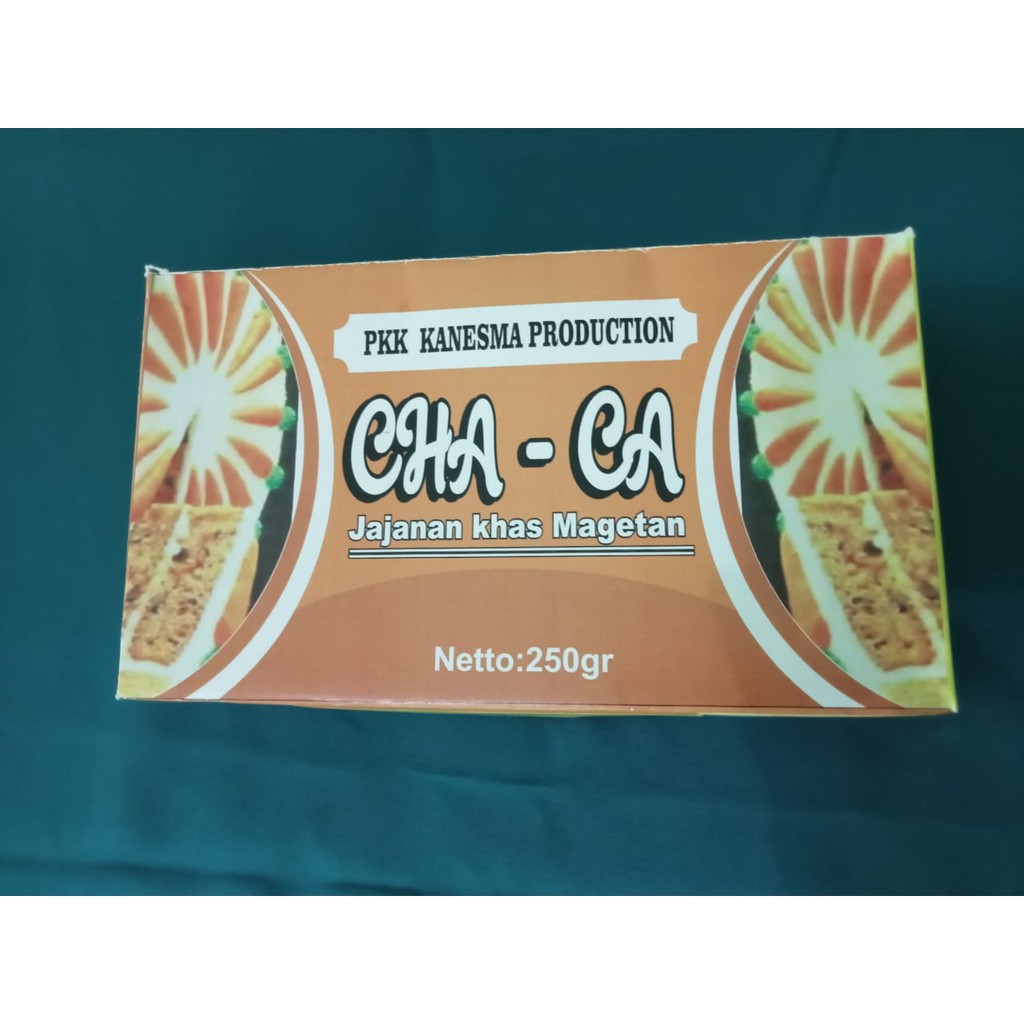 PKK KANESMA PRODUCTION
CHA - CA
Jajanan khas Magetan
Netto:250gr